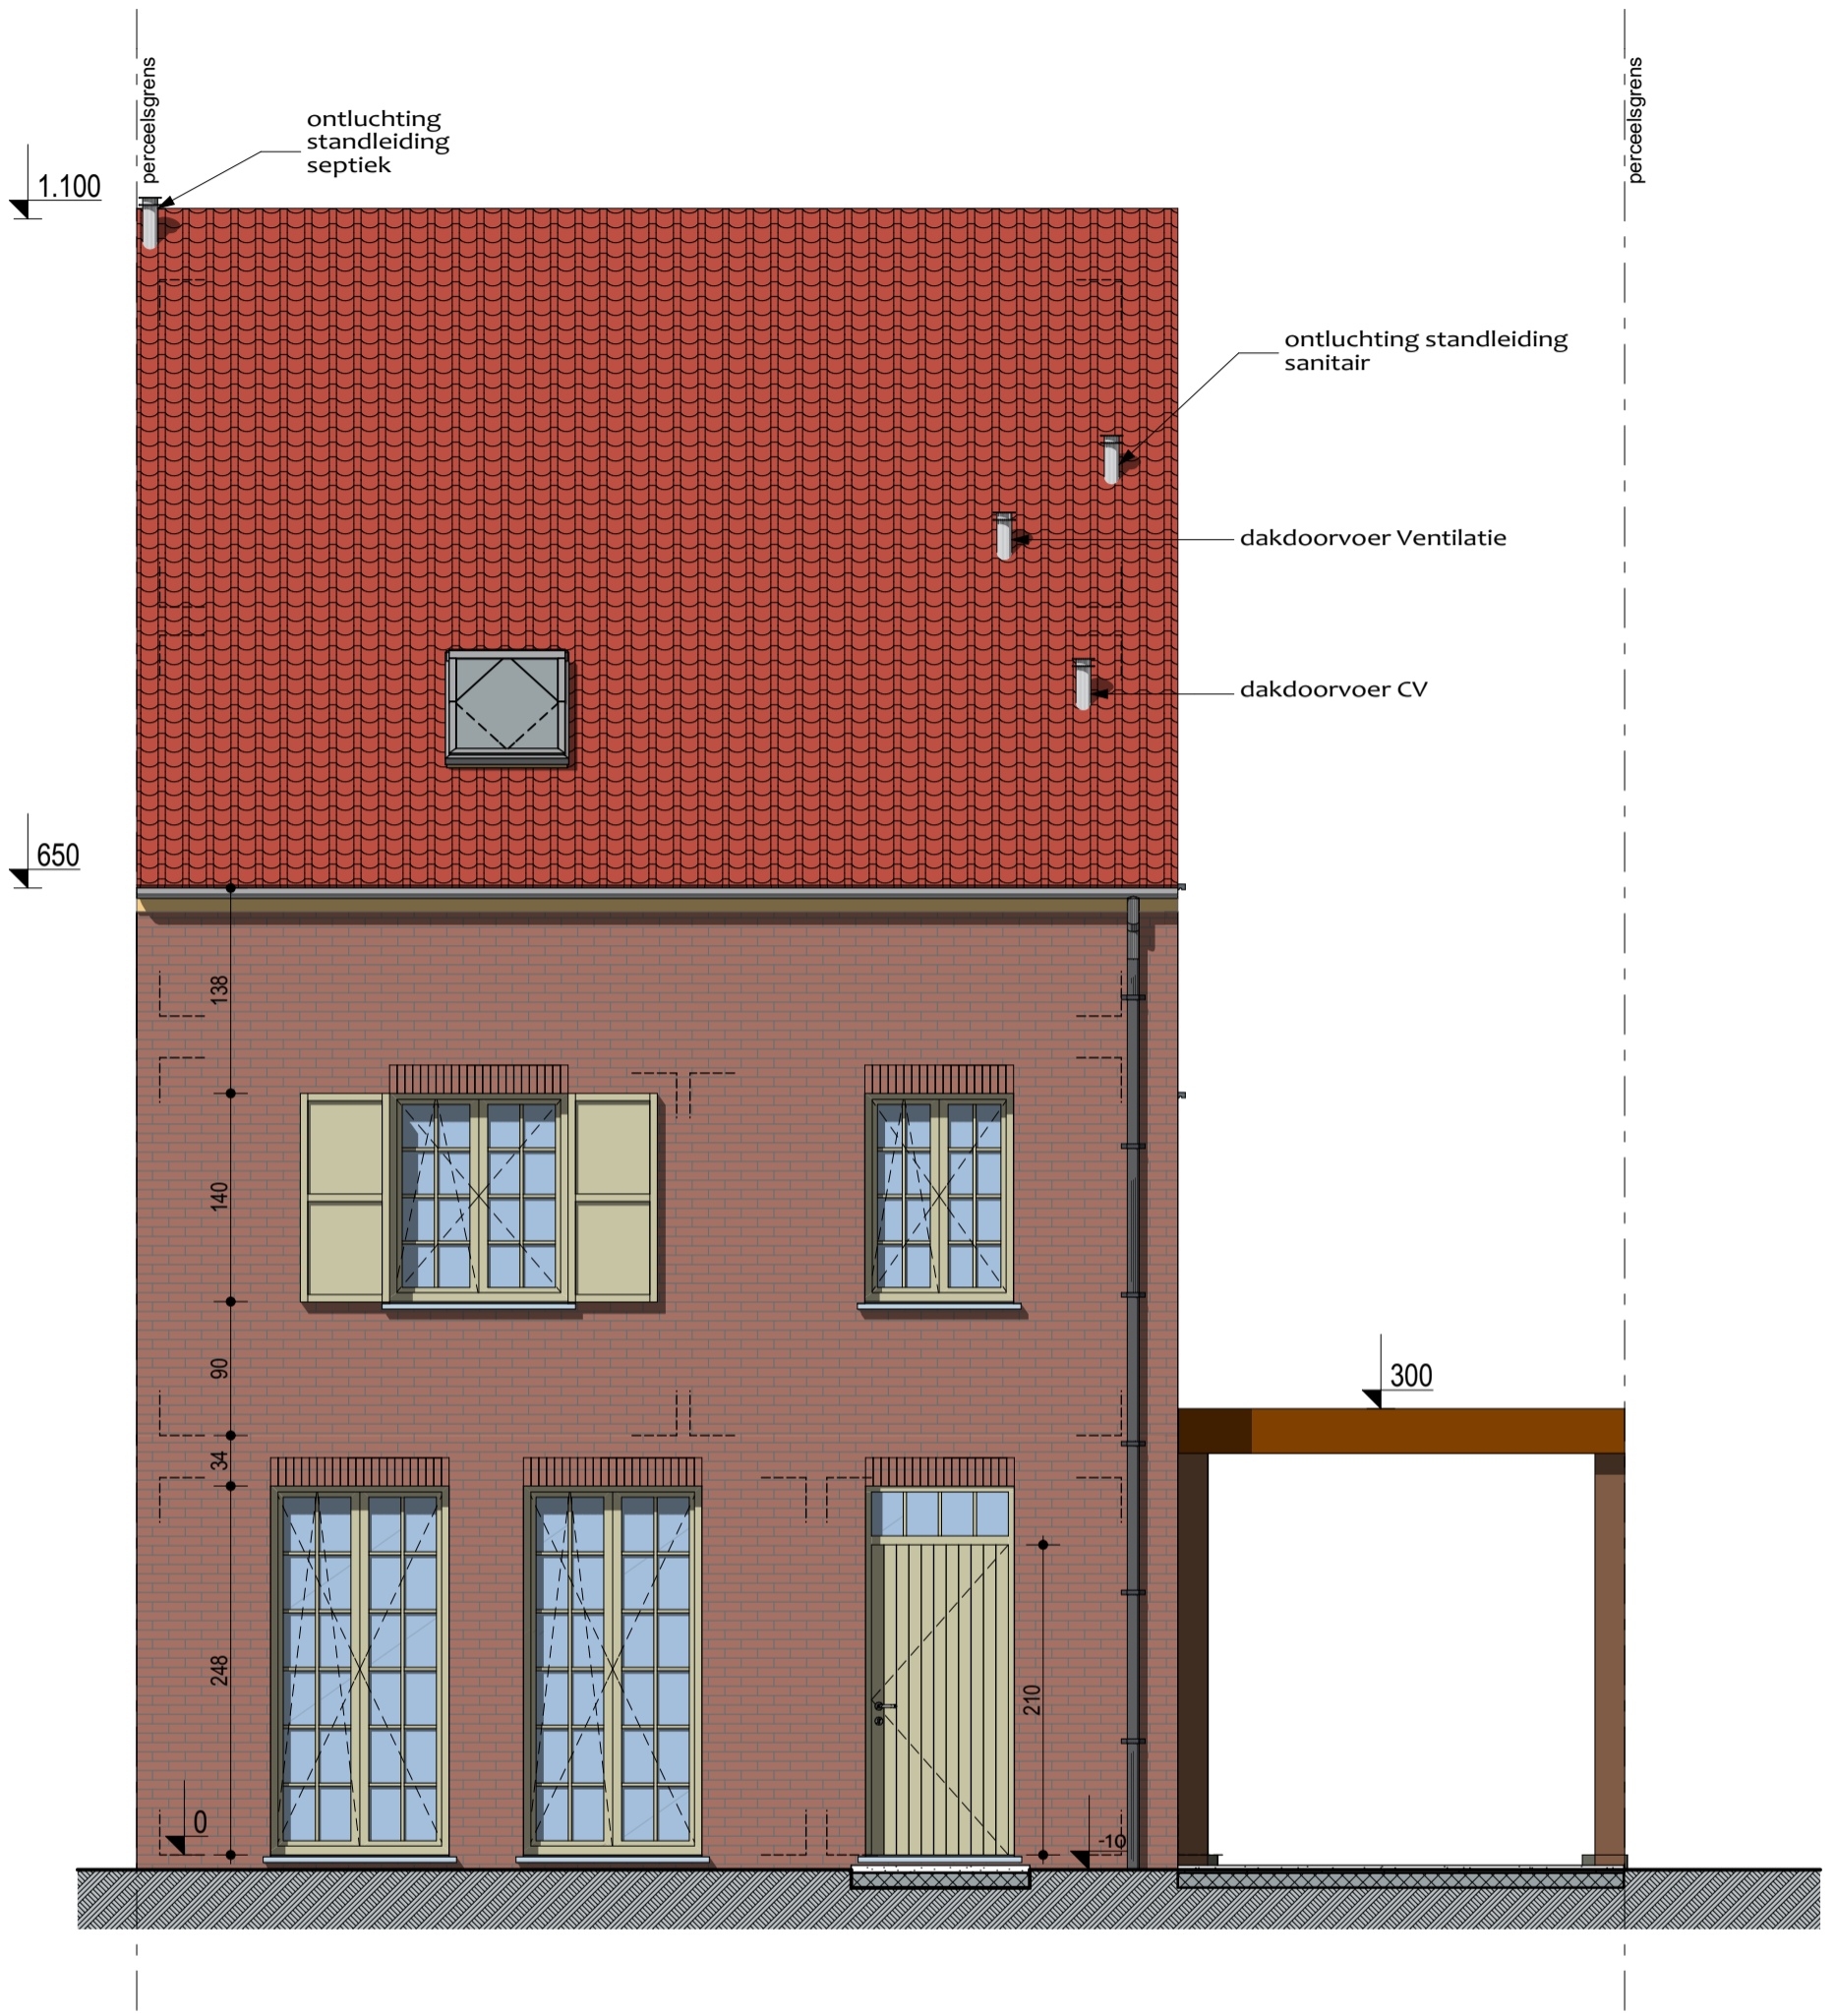 perceelsgrens
perceelsgrens
ontluchting
standleiding
septiek
1.100
ontluchting standleiding
sanitair
dakdoorvoer Ventilatie
dakdoorvoer CV
650
138
140
90
300
34
248
210
0
-10